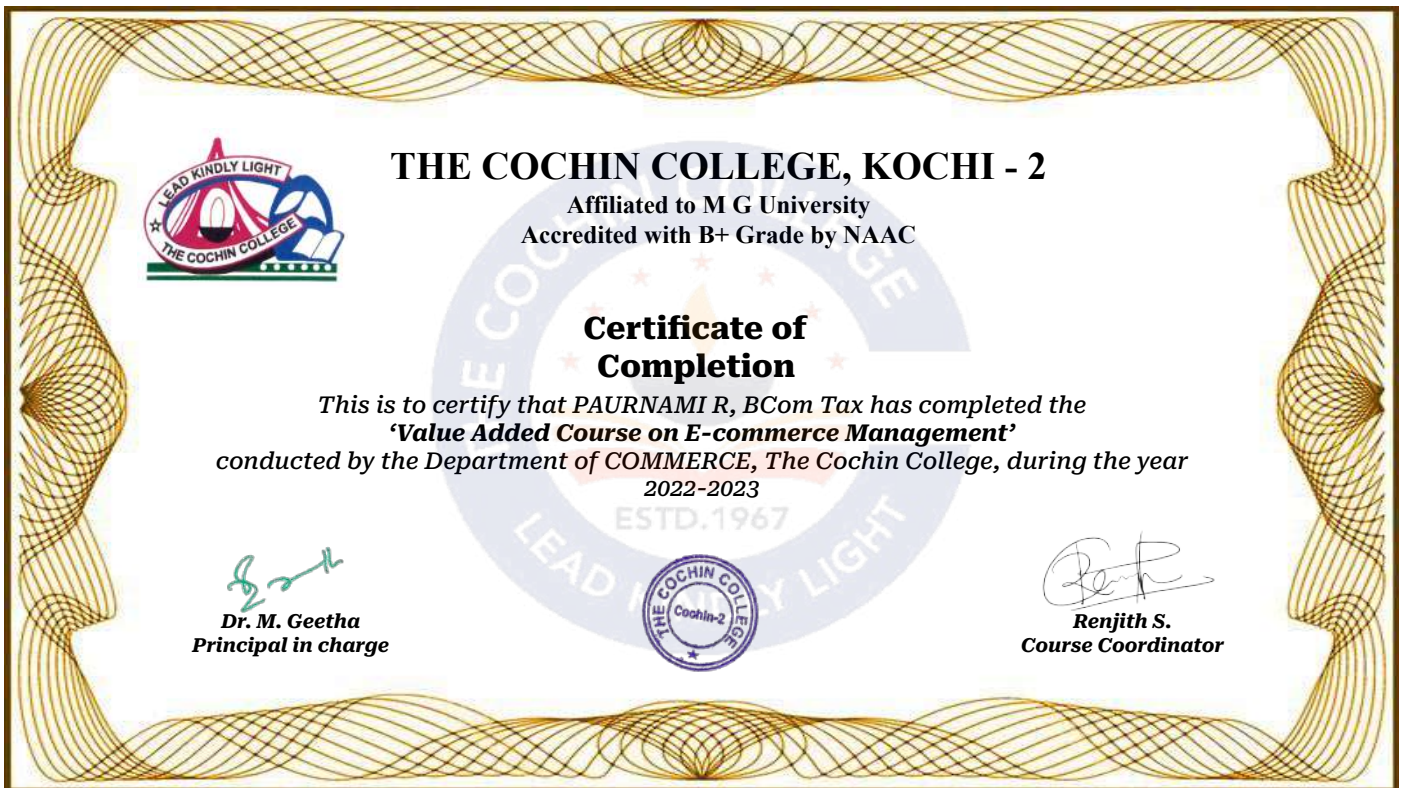 LEAD KINDLY LIGHT
THE COCHIN COLLEGE
THE COCHIN COLLEGE, KOCHI - 2
Affiliated to M G University
Accredited with B+ Grade by NAAC
Certificate of
Completion
This is to certify that PAURNAMI R, BCom Tax has completed the
‘Value Added Course on E-commerce Management’
conducted by the Department of COMMERCE, The Cochin College, during the year
2022-2023
ESTD.1967
LEAD KINDLY LIGHT
Dr. M. Geetha
Principal in charge
THE COCHIN COLLEGE
Cochin-2
Renjith S.
Course Coordinator